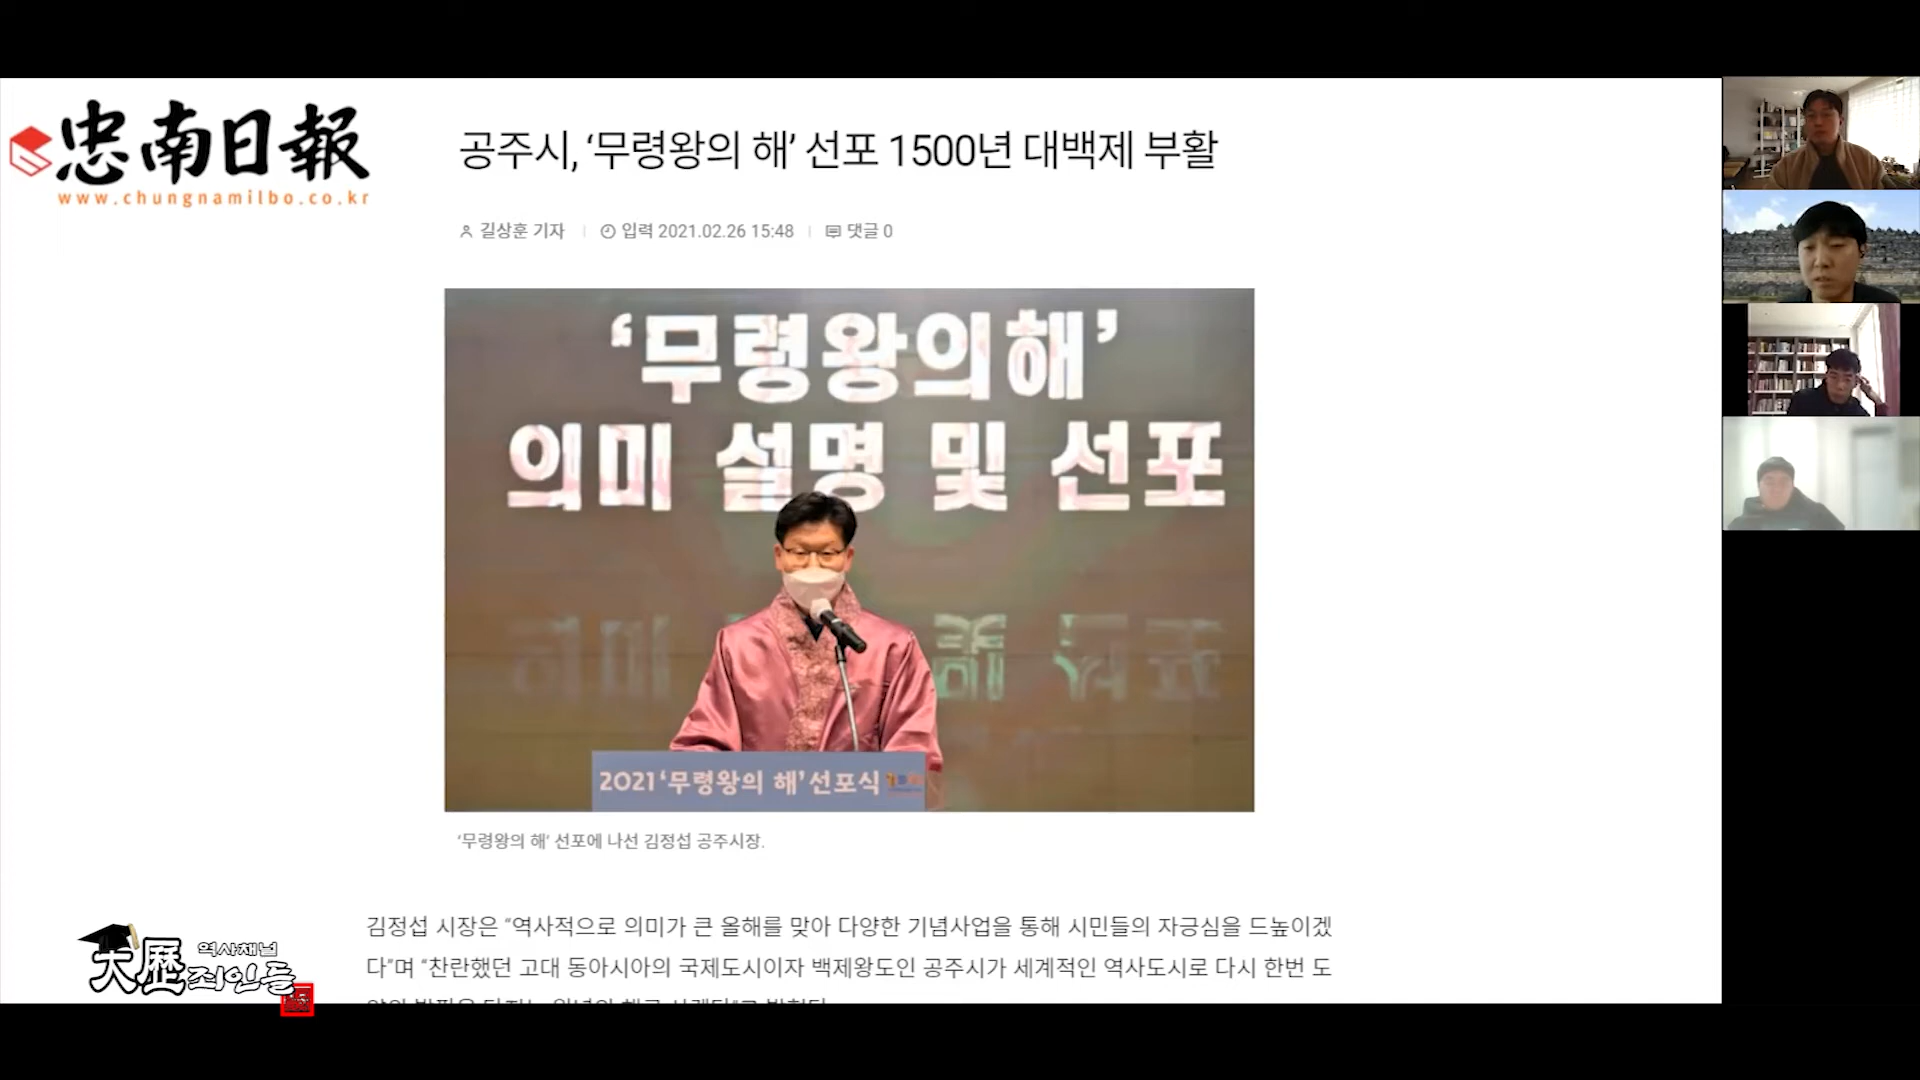 忠南日報
www.chungnamilbo.co.kr
공주시, ‘무령왕의 해’ 선포 1500년 대백제 부활
길상훈 기자 | 입력 2021.02.26 15:48 | 댓글 0
‘무령왕의해’
의미 설명 및 선포
2021‘무령왕의 해’선포식
‘무령왕의 해’ 선포에 나선 김정섭 공주시장.
김정섭 시장은 “역사적으로 의미가 큰 올해를 맞아 다양한 기념사업을 통해 시민들의 자긍심을 드높이겠
다”며 “찬란했던 고대 동아시아의 국제도시이자 백제왕도인 공주시가 세계적인 역사도시로 다시 한번 도
大歷 역사채널
죄인들